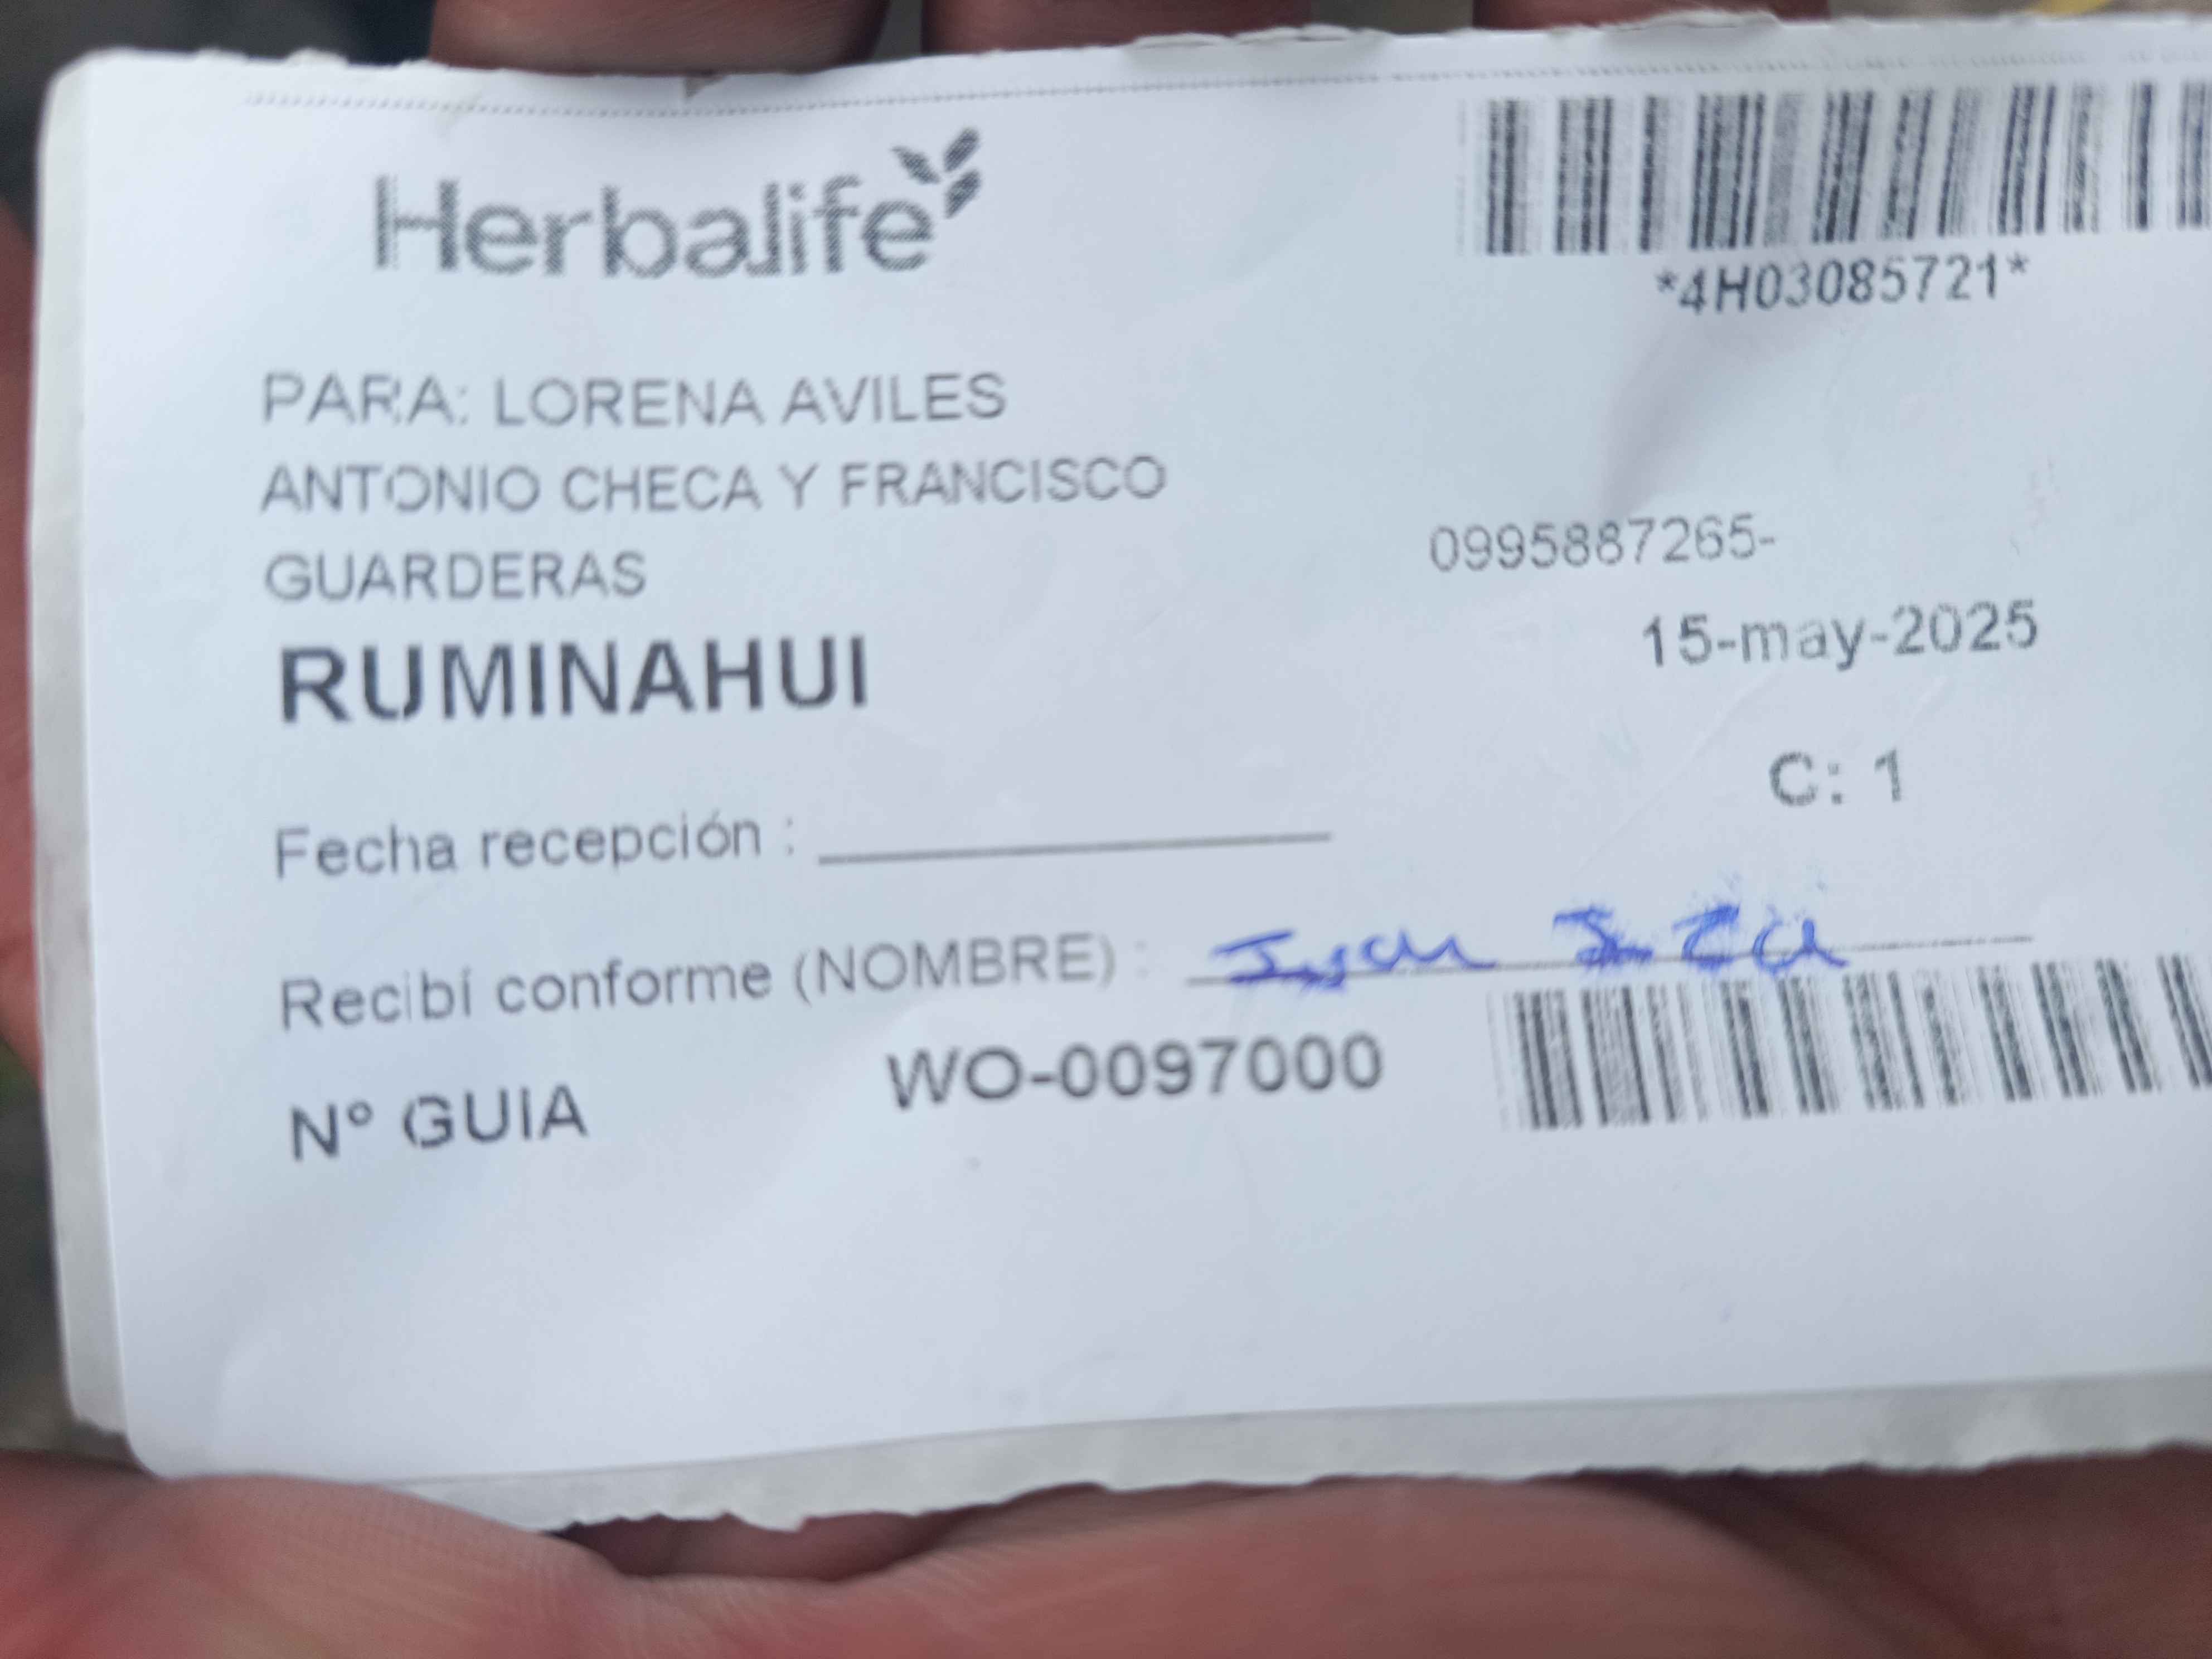 Herbalife
*4H03085721*
PARA: LORENA AVILES
ANTONIO CHECA Y FRANCISCO
GUARDERAS
0995887265-
RUMINAHUI
15-may-2025
C: 1
Fecha recepción :
Recibí conforme (NOMBRE) :
Nº GUIA WO-0097000